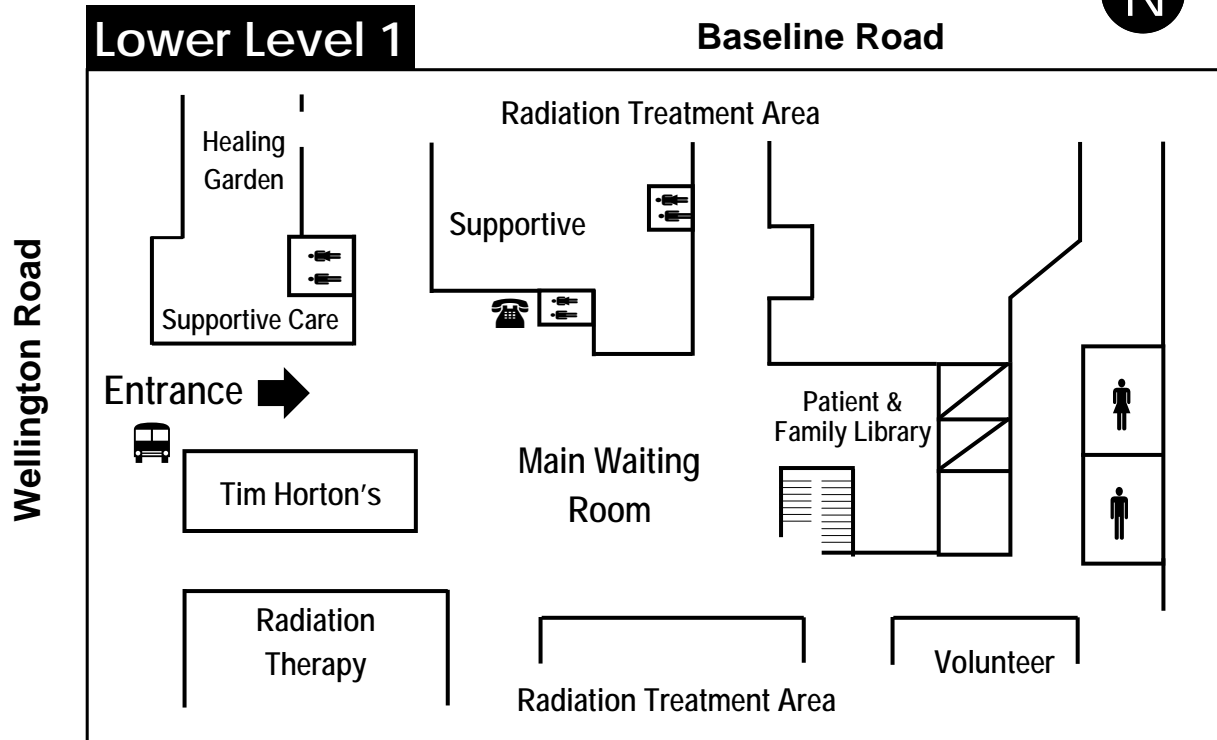 Lower Level 1
Baseline Road
N
Wellington Road
Radiation Treatment Area
Healing
Garden
Supportive
Supportive Care
Entrance
Patient &
Family Library
Main Waiting
Room
Tim Horton's
Radiation
Therapy
Volunteer
Radiation Treatment Area